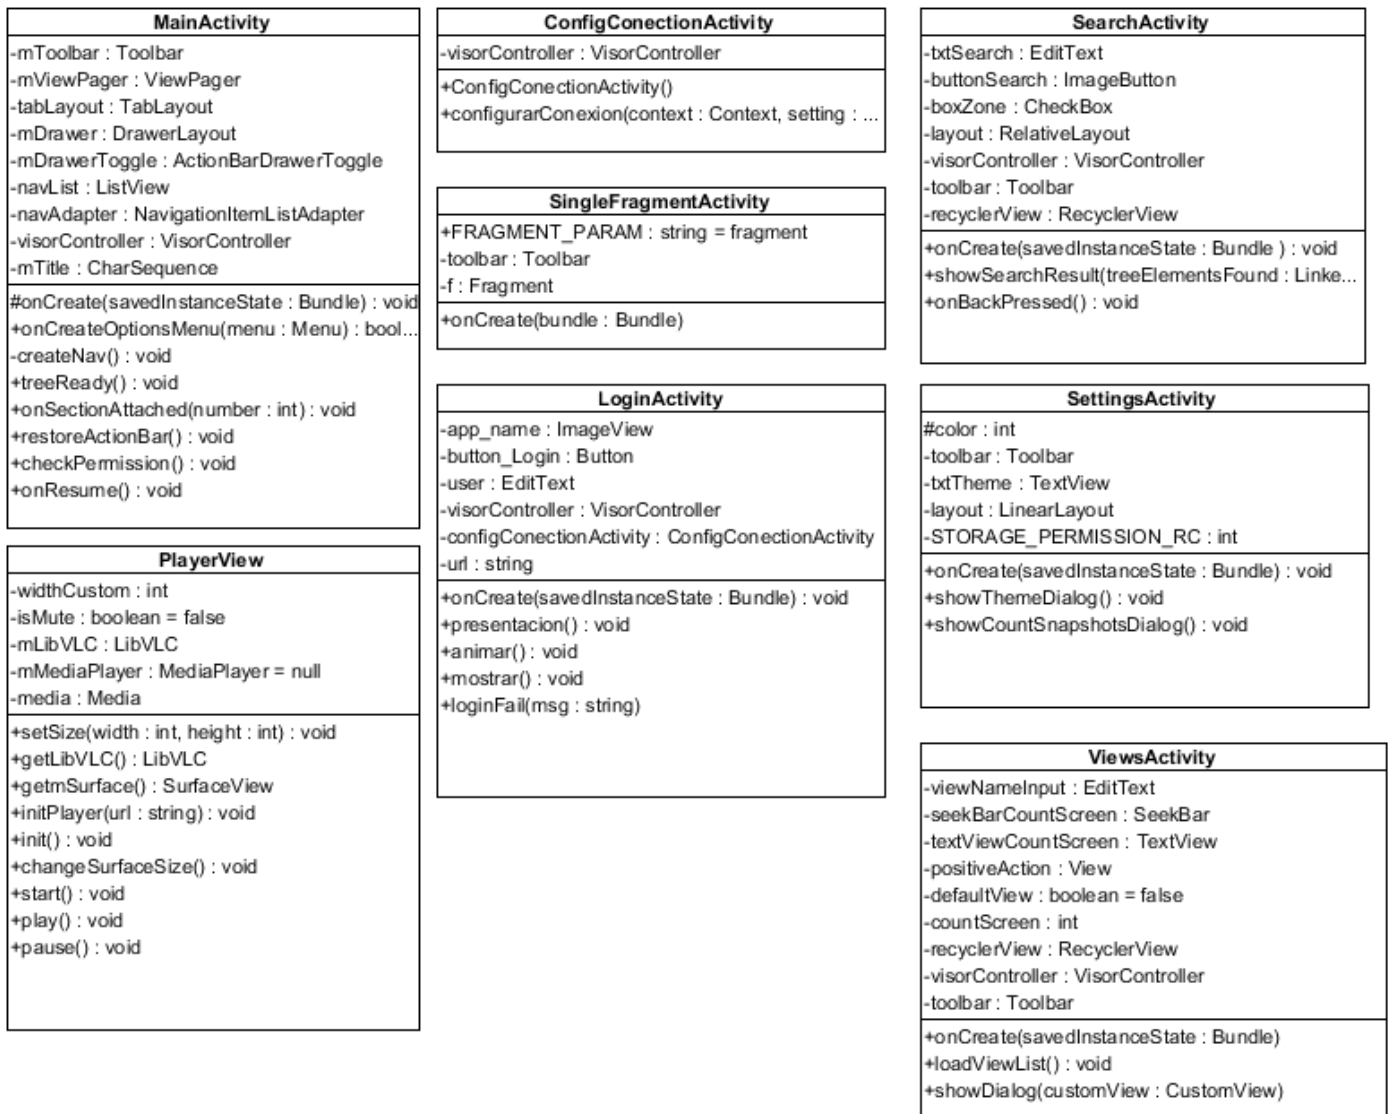 MainActivity
-mToolbar : Toolbar
-mViewPager : ViewPager
-tabLayout : TabLayout
-mDrawer : DrawerLayout
-mDrawerToggle : ActionBarDrawerToggle
-navList : ListView
-navAdapter : NavigationItemListAdapter
-visorController : VisorController
-mTitle : CharSequence
#onCreate(savedInstanceState : Bundle) : void
+onCreateOptionsMenu(menu : Menu) : bool...
-createNav() : void
+treeReady() : void
+onSectionAttached(number : int) : void
+restoreActionBar() : void
+checkPermission() : void
+onResume() : void
PlayerView
-widthCustom : int
-isMute : boolean = false
-mLibVLC : LibVLC
-mMediaPlayer : MediaPlayer = null
-media : Media
+setSize(width : int, height : int) : void
+getLibVLC() : LibVLC
+getmSurface() : SurfaceView
+initPlayer(url : string) : void
+init() : void
+changeSurfaceSize() : void
+start() : void
+play() : void
+pause() : void
ConfigConectionActivity
-visorController : VisorController
+ConfigConectionActivity()
+configurarConexion(context : Context, setting : ...
SingleFragmentActivity
+FRAGMENT_PARAM : string = fragment
-toolbar : Toolbar
-f : Fragment
+onCreate(bundle : Bundle)
LoginActivity
-app_name : ImageView
-button_Login : Button
-user : EditText
-visorController : VisorController
-configConectionActivity : ConfigConectionActivity
-url : string
+onCreate(savedInstanceState : Bundle) : void
+presentacion() : void
+animar() : void
+mostrar() : void
+loginFail(msg : string)
SearchActivity
-txtSearch : EditText
-buttonSearch : ImageButton
-boxZone : CheckBox
-layout : RelativeLayout
-visorController : VisorController
-toolbar : Toolbar
-recyclerView : RecyclerView
+onCreate(savedInstanceState : Bundle ) : void
+showSearchResult(treeElementsFound : Linke...
+onBackPressed() : void
SettingsActivity
#color : int
-toolbar : Toolbar
-txtTheme : TextView
-layout : LinearLayout
-STORAGE_PERMISSION_RC : int
+onCreate(savedInstanceState : Bundle) : void
+showThemeDialog() : void
+showCountSnapshotsDialog() : void
ViewsActivity
-viewNameInput : EditText
-seekBarCountScreen : SeekBar
-textViewCountScreen : TextView
-positiveAction : View
-defaultView : boolean = false
-countScreen : int
-recyclerView : RecyclerView
-visorController : VisorController
-toolbar : Toolbar
+onCreate(savedInstanceState : Bundle)
+loadViewList() : void
+showDialog(customView : CustomView)